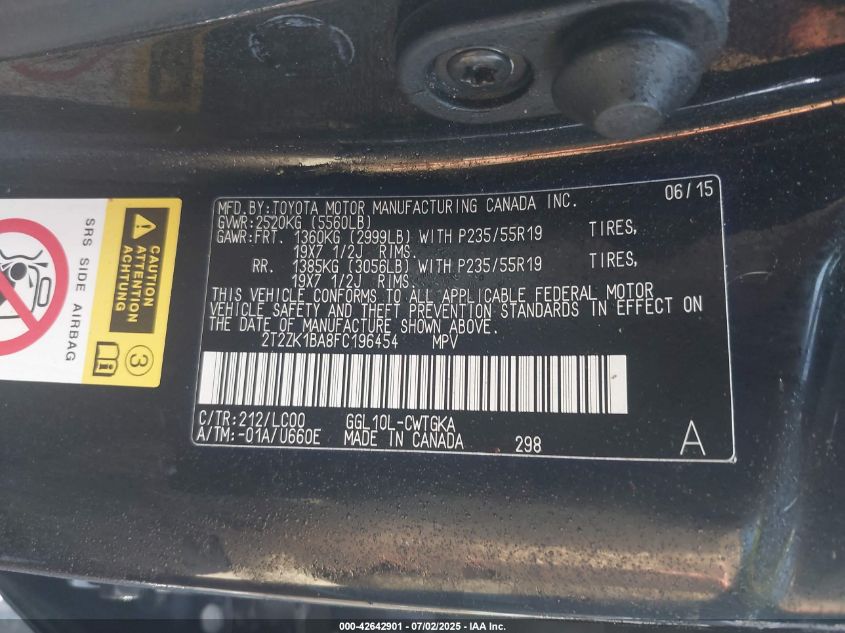 MFD.BY:TOYOTA MOTOR MANUFACTURING CANADA INC. 06/15
GVWR:2520KG (5560LB)
GAWR:FRT. 1360KG (2999LB) WITH P235/55R19 TIRES,
19X7 1/2J RIMS.
RR. 1385KG (3056LB) WITH P235/55R19 TIRES,
19X7 1/2J RIMS.
THIS VEHICLE CONFORMS TO ALL APPLICABLE FEDERAL MOTOR
VEHICLE SAFETY AND THEFT PREVENTION STANDARDS IN EFFECT ON
THE DATE OF MANUFACTURE SHOWN ABOVE.
2T2ZK1BA8FC196454 MPV
C/TR:212/LC00 GGL10L-CWTGKA
A/TM:-01A/U660E MADE IN CANADA 298 A
SRS SIDE AIRBAG
CAUTION
ATTENTION
ACHTUNG
3
000-42642901 - 07/02/2025 - IAA Inc.